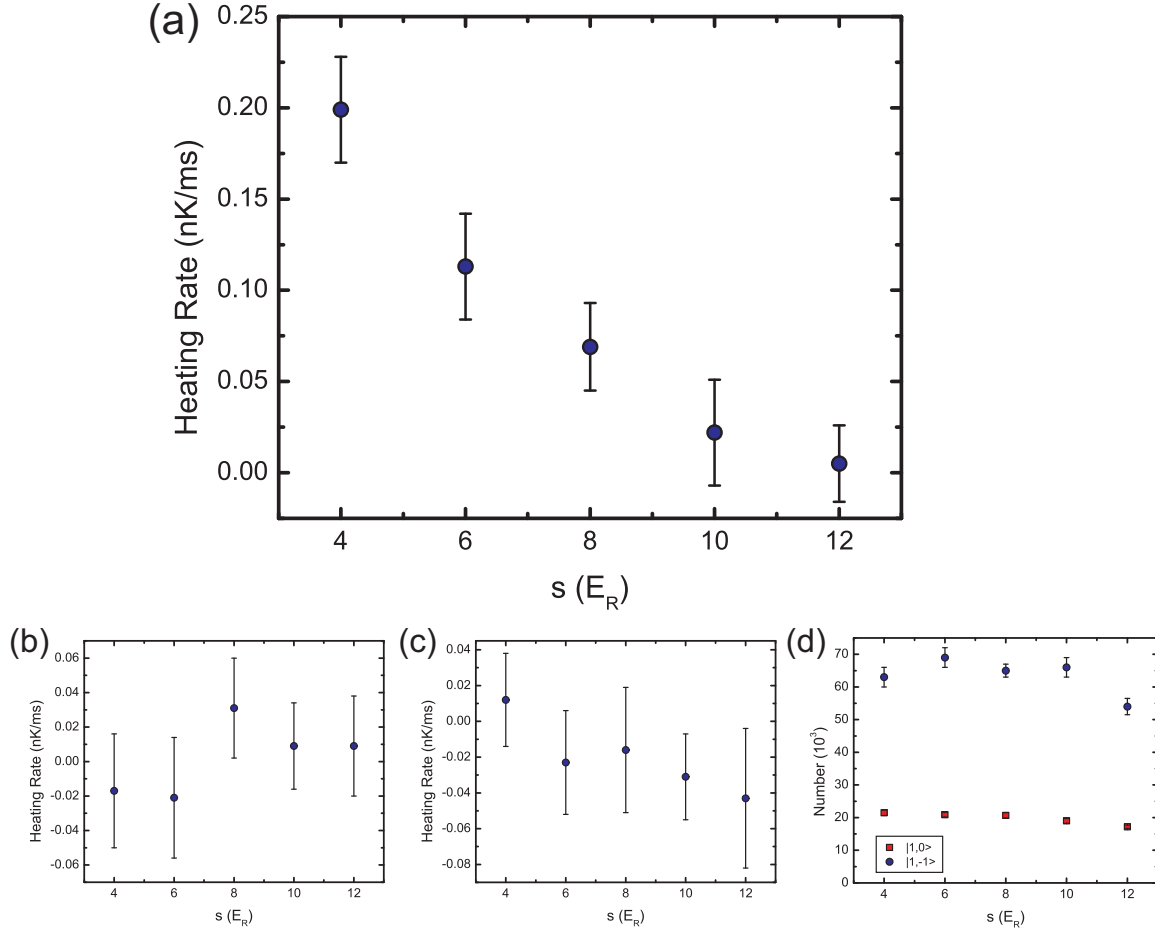 (a)
Heating Rate (nK/ms)
0.25
0.20
0.15
0.10
0.05
0.00
4 6 8 10 12
s (E_R)
(b)
Heating Rate (nK/ms)
0.06
0.04
0.02
0.00
-0.02
-0.04
-0.06
4 6 8 10 12
s (E_R)
(c)
Heating Rate (nK/ms)
0.04
0.02
0.00
-0.02
-0.04
-0.06
-0.08
4 6 8 10 12
s (E_R)
(d)
Number (10³)
70
60
50
40
30
20
10
0
|1,0>
|1,-1>
4 6 8 10 12
s (E_R)